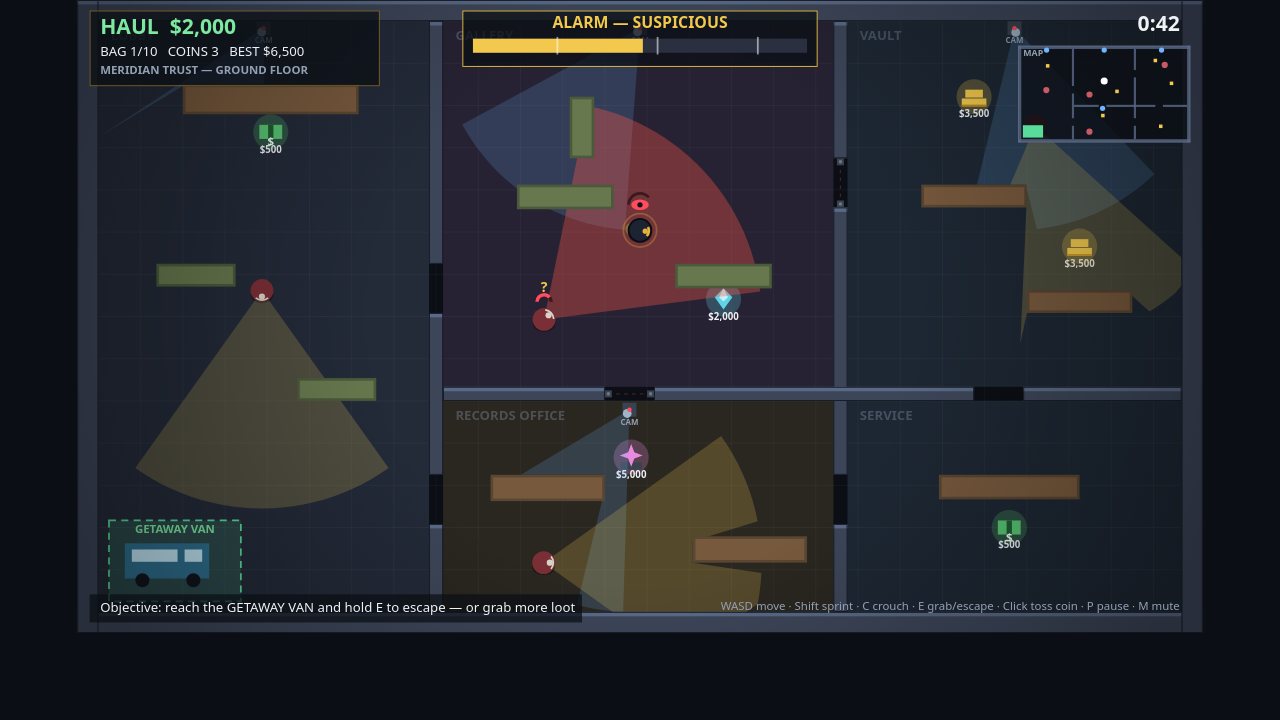 HAUL $2,000
BAG 1/10 COINS 3 BEST $6,500
MERIDIAN TRUST — GROUND FLOOR
ALARM — SUSPICIOUS
0:42
CAM
GALLERY
VAULT
CAM
MAP
$500
$3,500
$3,500
?
$2,000
RECORDS OFFICE
CAM
SERVICE
$5,000
$500
GETAWAY VAN
Objective: reach the GETAWAY VAN and hold E to escape — or grab more loot
WASD move · Shift sprint · C crouch · E grab/escape · Click toss coin · P pause · M mute